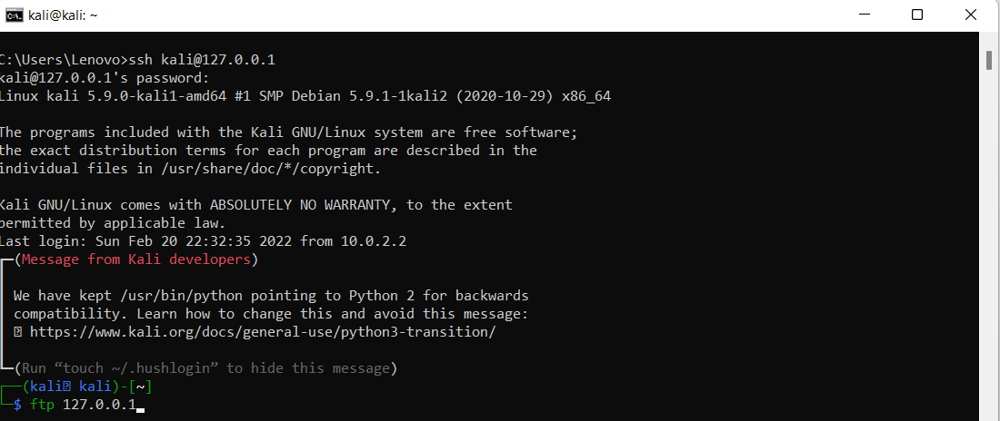 kali@kali: ~
C:\Users\Lenovo>ssh kali@127.0.0.1
kali@127.0.0.1's password:
Linux kali 5.9.0-kali1-amd64 #1 SMP Debian 5.9.1-1kali2 (2020-10-29) x86_64
The programs included with the Kali GNU/Linux system are free software;
the exact distribution terms for each program are described in the
individual files in /usr/share/doc/*/copyright.
Kali GNU/Linux comes with ABSOLUTELY NO WARRANTY, to the extent
permitted by applicable law.
Last login: Sun Feb 20 22:32:35 2022 from 10.0.2.2
┏━(Message from Kali developers)
┃ We have kept /usr/bin/python pointing to Python 2 for backwards
┃ compatibility. Learn how to change this and avoid this message:
┃ ⍰ https://www.kali.org/docs/general-use/python3-transition/
┗━(Run “touch ~/.hushlogin” to hide this message)
┌──(kali⍰ kali)-[~]
└─$ ftp 127.0.0.1